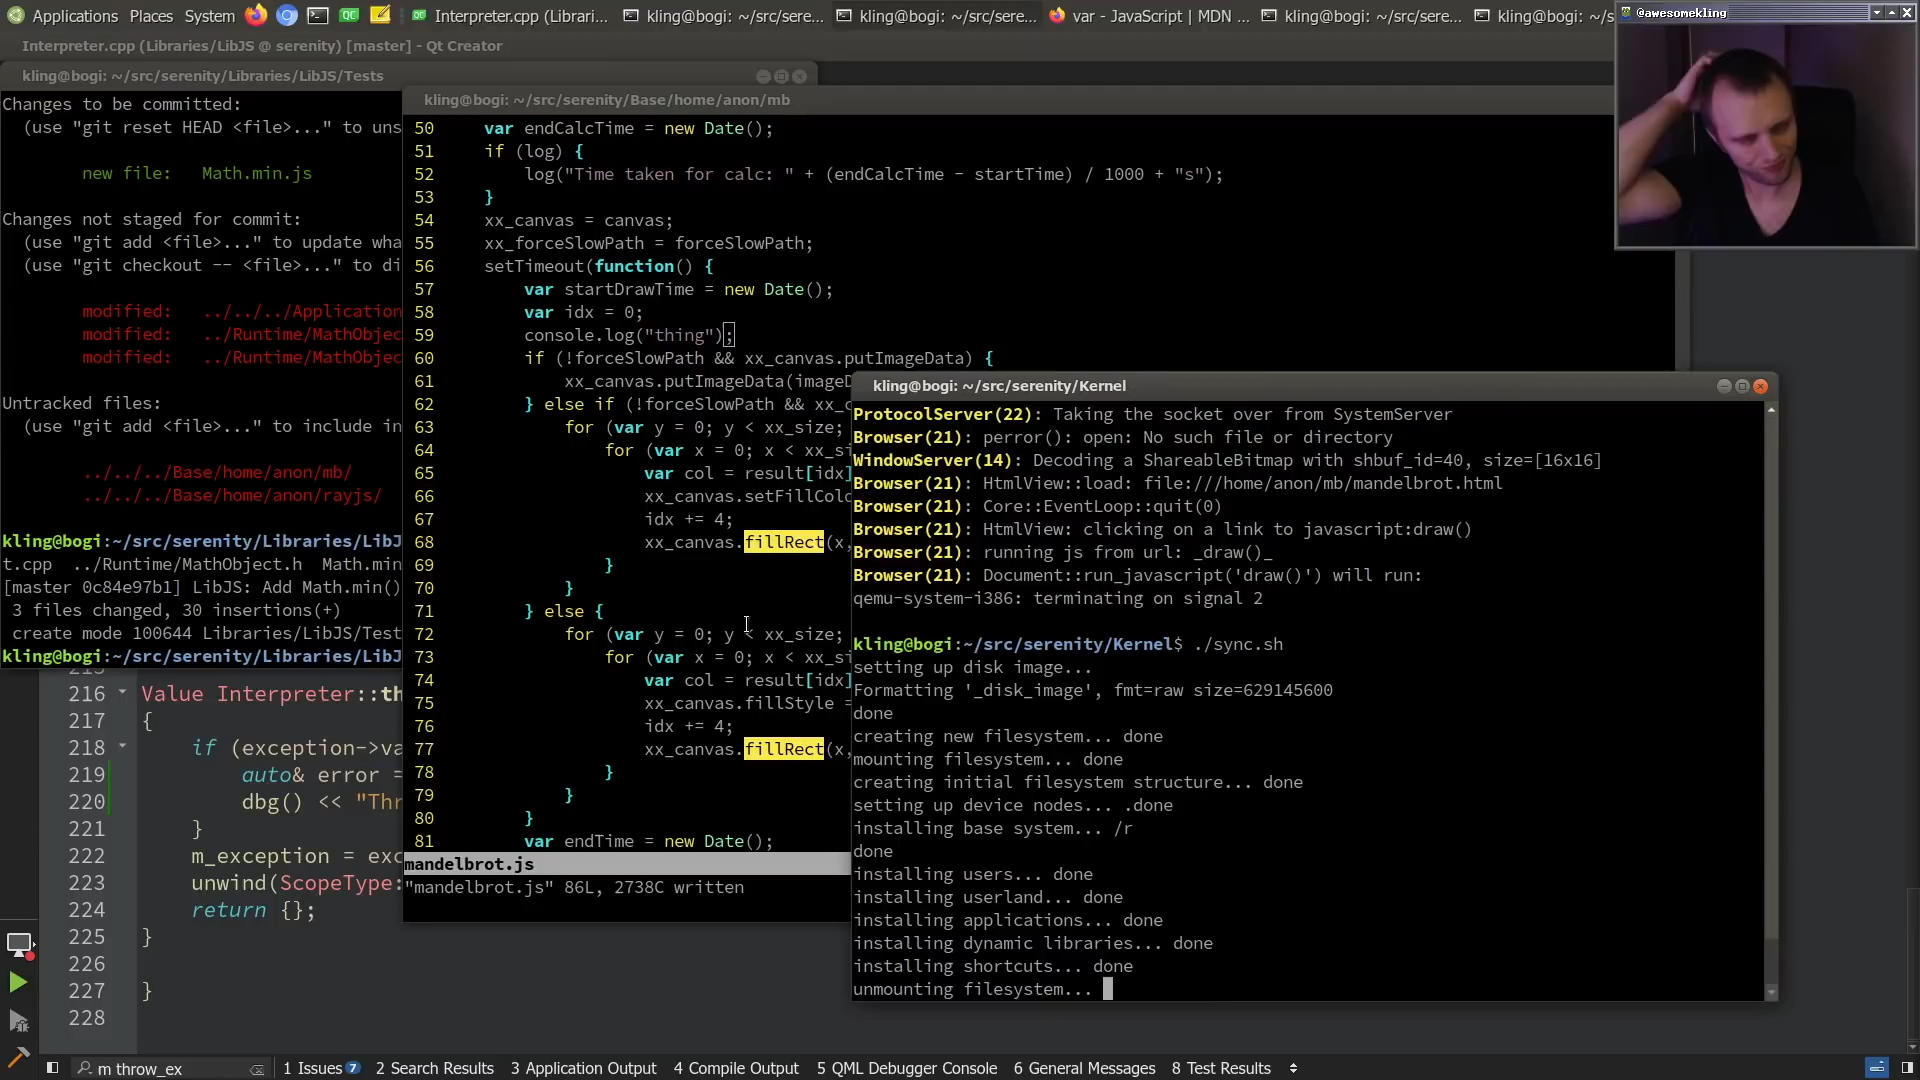 Applications Places System Interpreter.cpp (Librari... kling@bogi: ~/src/sere... kling@bogi: ~/src/sere... var - JavaScript | MDN ... kling@bogi: ~/src/sere... kling@bogi: ~/s
@awesomekling
Interpreter.cpp (Libraries/LibJS @ serenity) [master] - Qt Creator
kling@bogi: ~/src/serenity/Libraries/LibJS/Tests
Changes to be committed:
(use "git reset HEAD <file>..." to uns
new file: Math.min.js
Changes not staged for commit:
(use "git add <file>..." to update wha
(use "git checkout -- <file>..." to di
modified: ../../../Application
modified: ../Runtime/MathObjec
modified: ../Runtime/MathObjec
Untracked files:
(use "git add <file>..." to include in
../../../Base/home/anon/mb/
../../../Base/home/anon/rayjs/
kling@bogi:~/src/serenity/Libraries/LibJ
t.cpp ../Runtime/MathObject.h Math.min
[master 0c84e97b1] LibJS: Add Math.min()
3 files changed, 30 insertions(+)
create mode 100644 Libraries/LibJS/Test
kling@bogi:~/src/serenity/Libraries/LibJ
kling@bogi: ~/src/serenity/Base/home/anon/mb
50 var endCalcTime = new Date();
51 if (log) {
52 log("Time taken for calc: " + (endCalcTime - startTime) / 1000 + "s");
53 }
54 xx_canvas = canvas;
55 xx_forceSlowPath = forceSlowPath;
56 setTimeout(function() {
57 var startDrawTime = new Date();
58 var idx = 0;
59 console.log("thing");
60 if (!forceSlowPath && xx_canvas.putImageData) {
61 xx_canvas.putImageData(imageD
62 } else if (!forceSlowPath && xx_c
63 for (var y = 0; y < xx_size;
64 for (var x = 0; x < xx_si
65 var col = result[idx]
66 xx_canvas.setFillColo
67 idx += 4;
68 xx_canvas.fillRect(x,
69 }
70 }
71 } else {
72 for (var y = 0; y < xx_size;
73 for (var x = 0; x < xx_si
74 var col = result[idx]
75 xx_canvas.fillStyle =
76 idx += 4;
77 xx_canvas.fillRect(x,
78 }
79 }
80 }
81 var endTime = new Date();
mandelbrot.js
"mandelbrot.js" 86L, 2738C written
kling@bogi: ~/src/serenity/Kernel
ProtocolServer(22): Taking the socket over from SystemServer
Browser(21): perror(): open: No such file or directory
WindowServer(14): Decoding a ShareableBitmap with shbuf_id=40, size=[16x16]
Browser(21): HtmlView::load: file:///home/anon/mb/mandelbrot.html
Browser(21): Core::EventLoop::quit(0)
Browser(21): HtmlView: clicking on a link to javascript:draw()
Browser(21): running js from url: _draw()_
Browser(21): Document::run_javascript('draw()') will run:
qemu-system-i386: terminating on signal 2
kling@bogi:~/src/serenity/Kernel$ ./sync.sh
setting up disk image...
Formatting '_disk_image', fmt=raw size=629145600
done
creating new filesystem... done
mounting filesystem... done
creating initial filesystem structure... done
setting up device nodes... .done
installing base system... /r
done
installing users... done
installing userland... done
installing applications... done
installing dynamic libraries... done
installing shortcuts... done
unmounting filesystem...
216 Value Interpreter::th
217 {
218 if (exception->va
219 auto& error =
220 dbg() << "Thr
221 }
222 m_exception = exc
223 unwind(ScopeType:
224 return {};
225 }
226
227 }
228
m throw_ex 1 Issues 7 2 Search Results 3 Application Output 4 Compile Output 5 QML Debugger Console 6 General Messages 8 Test Results